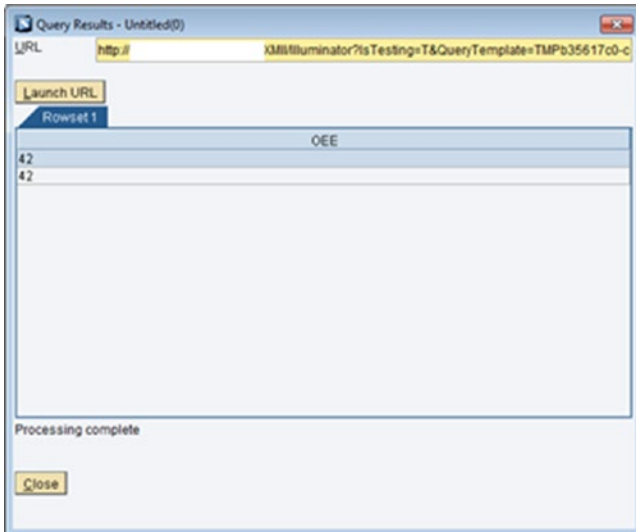 Query Results - Untitled(0)
URL http:// XMII/Illuminator?IsTesting=T&QueryTemplate=TMPb35617c0-c
Launch URL
Rowset 1
OEE
42
42
Processing complete
Close